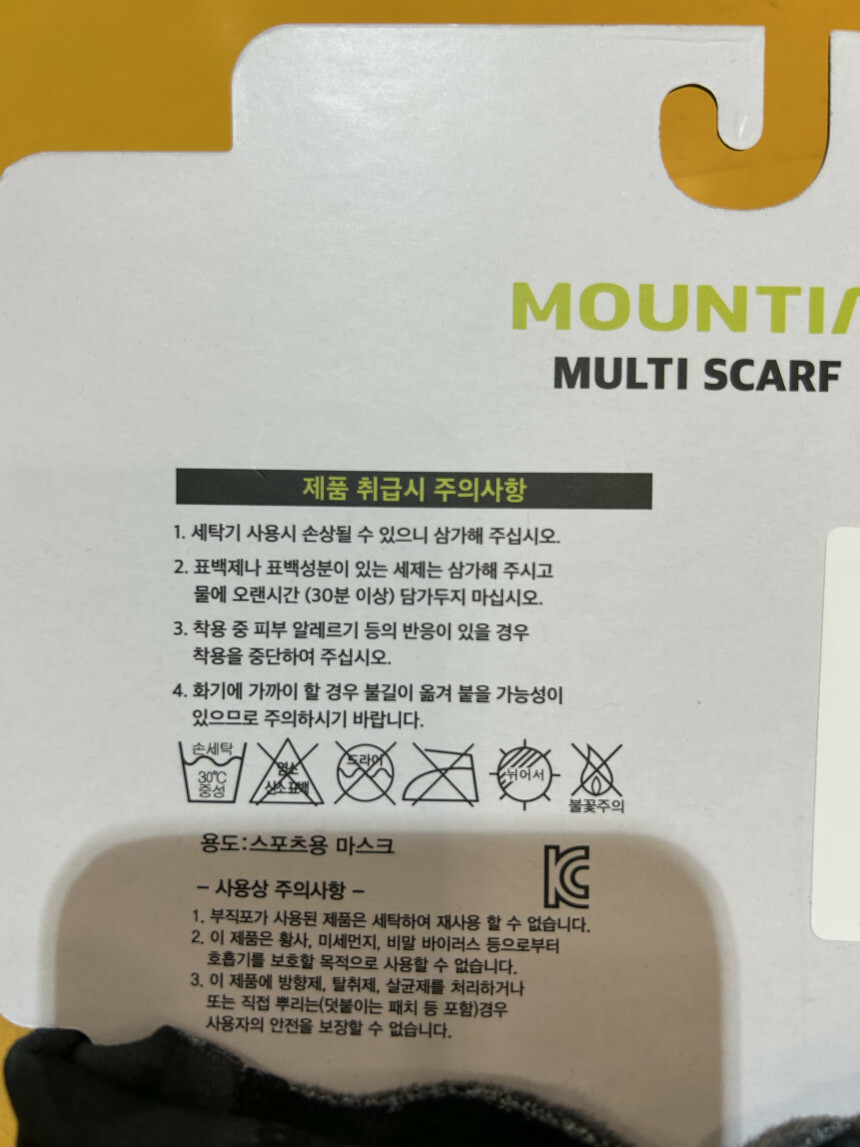 MOUNTIA
MULTI SCARF
제품 취급시 주의사항
1. 세탁기 사용시 손상될 수 있으니 삼가해 주십시오.
2. 표백제나 표백성분이 있는 세제는 삼가해 주시고
물에 오랜시간 (30분 이상) 담가두지 마십시오.
3. 착용 중 피부 알레르기 등의 반응이 있을 경우
착용을 중단하여 주십시오.
4. 화기에 가까이 할 경우 불길이 옮겨 붙을 가능성이
있으므로 주의하시기 바랍니다.
손세탁
30℃
중성
염소
산소표백
드라이
뉘어서
불꽃주의
용도:스포츠용 마스크
– 사용상 주의사항 –
1. 부직포가 사용된 제품은 세탁하여 재사용 할 수 없습니다.
2. 이 제품은 황사, 미세먼지, 비말 바이러스 등으로부터
호흡기를 보호할 목적으로 사용할 수 없습니다.
3. 이 제품에 방향제, 탈취제, 살균제를 처리하거나
또는 직접 뿌리는(덧붙이는 패치 등 포함)경우
사용자의 안전을 보장할 수 없습니다.
KC